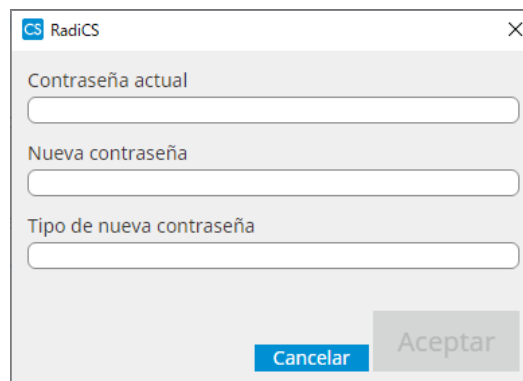 CS RadiCS
Contraseña actual
Nueva contraseña
Tipo de nueva contraseña
Cancelar
Aceptar